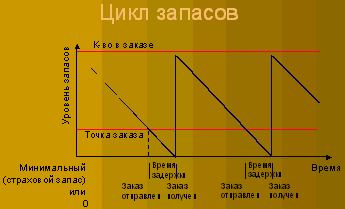 Цикл запасов
К-во в заказе
Уровень запасов
Точка заказа
Минимальный
(страховой запас)
или
0
Время
задержки
Время
задержки
Время
Заказ
отправлен
Заказ
получен
Заказ
отправлен
Заказ
получен